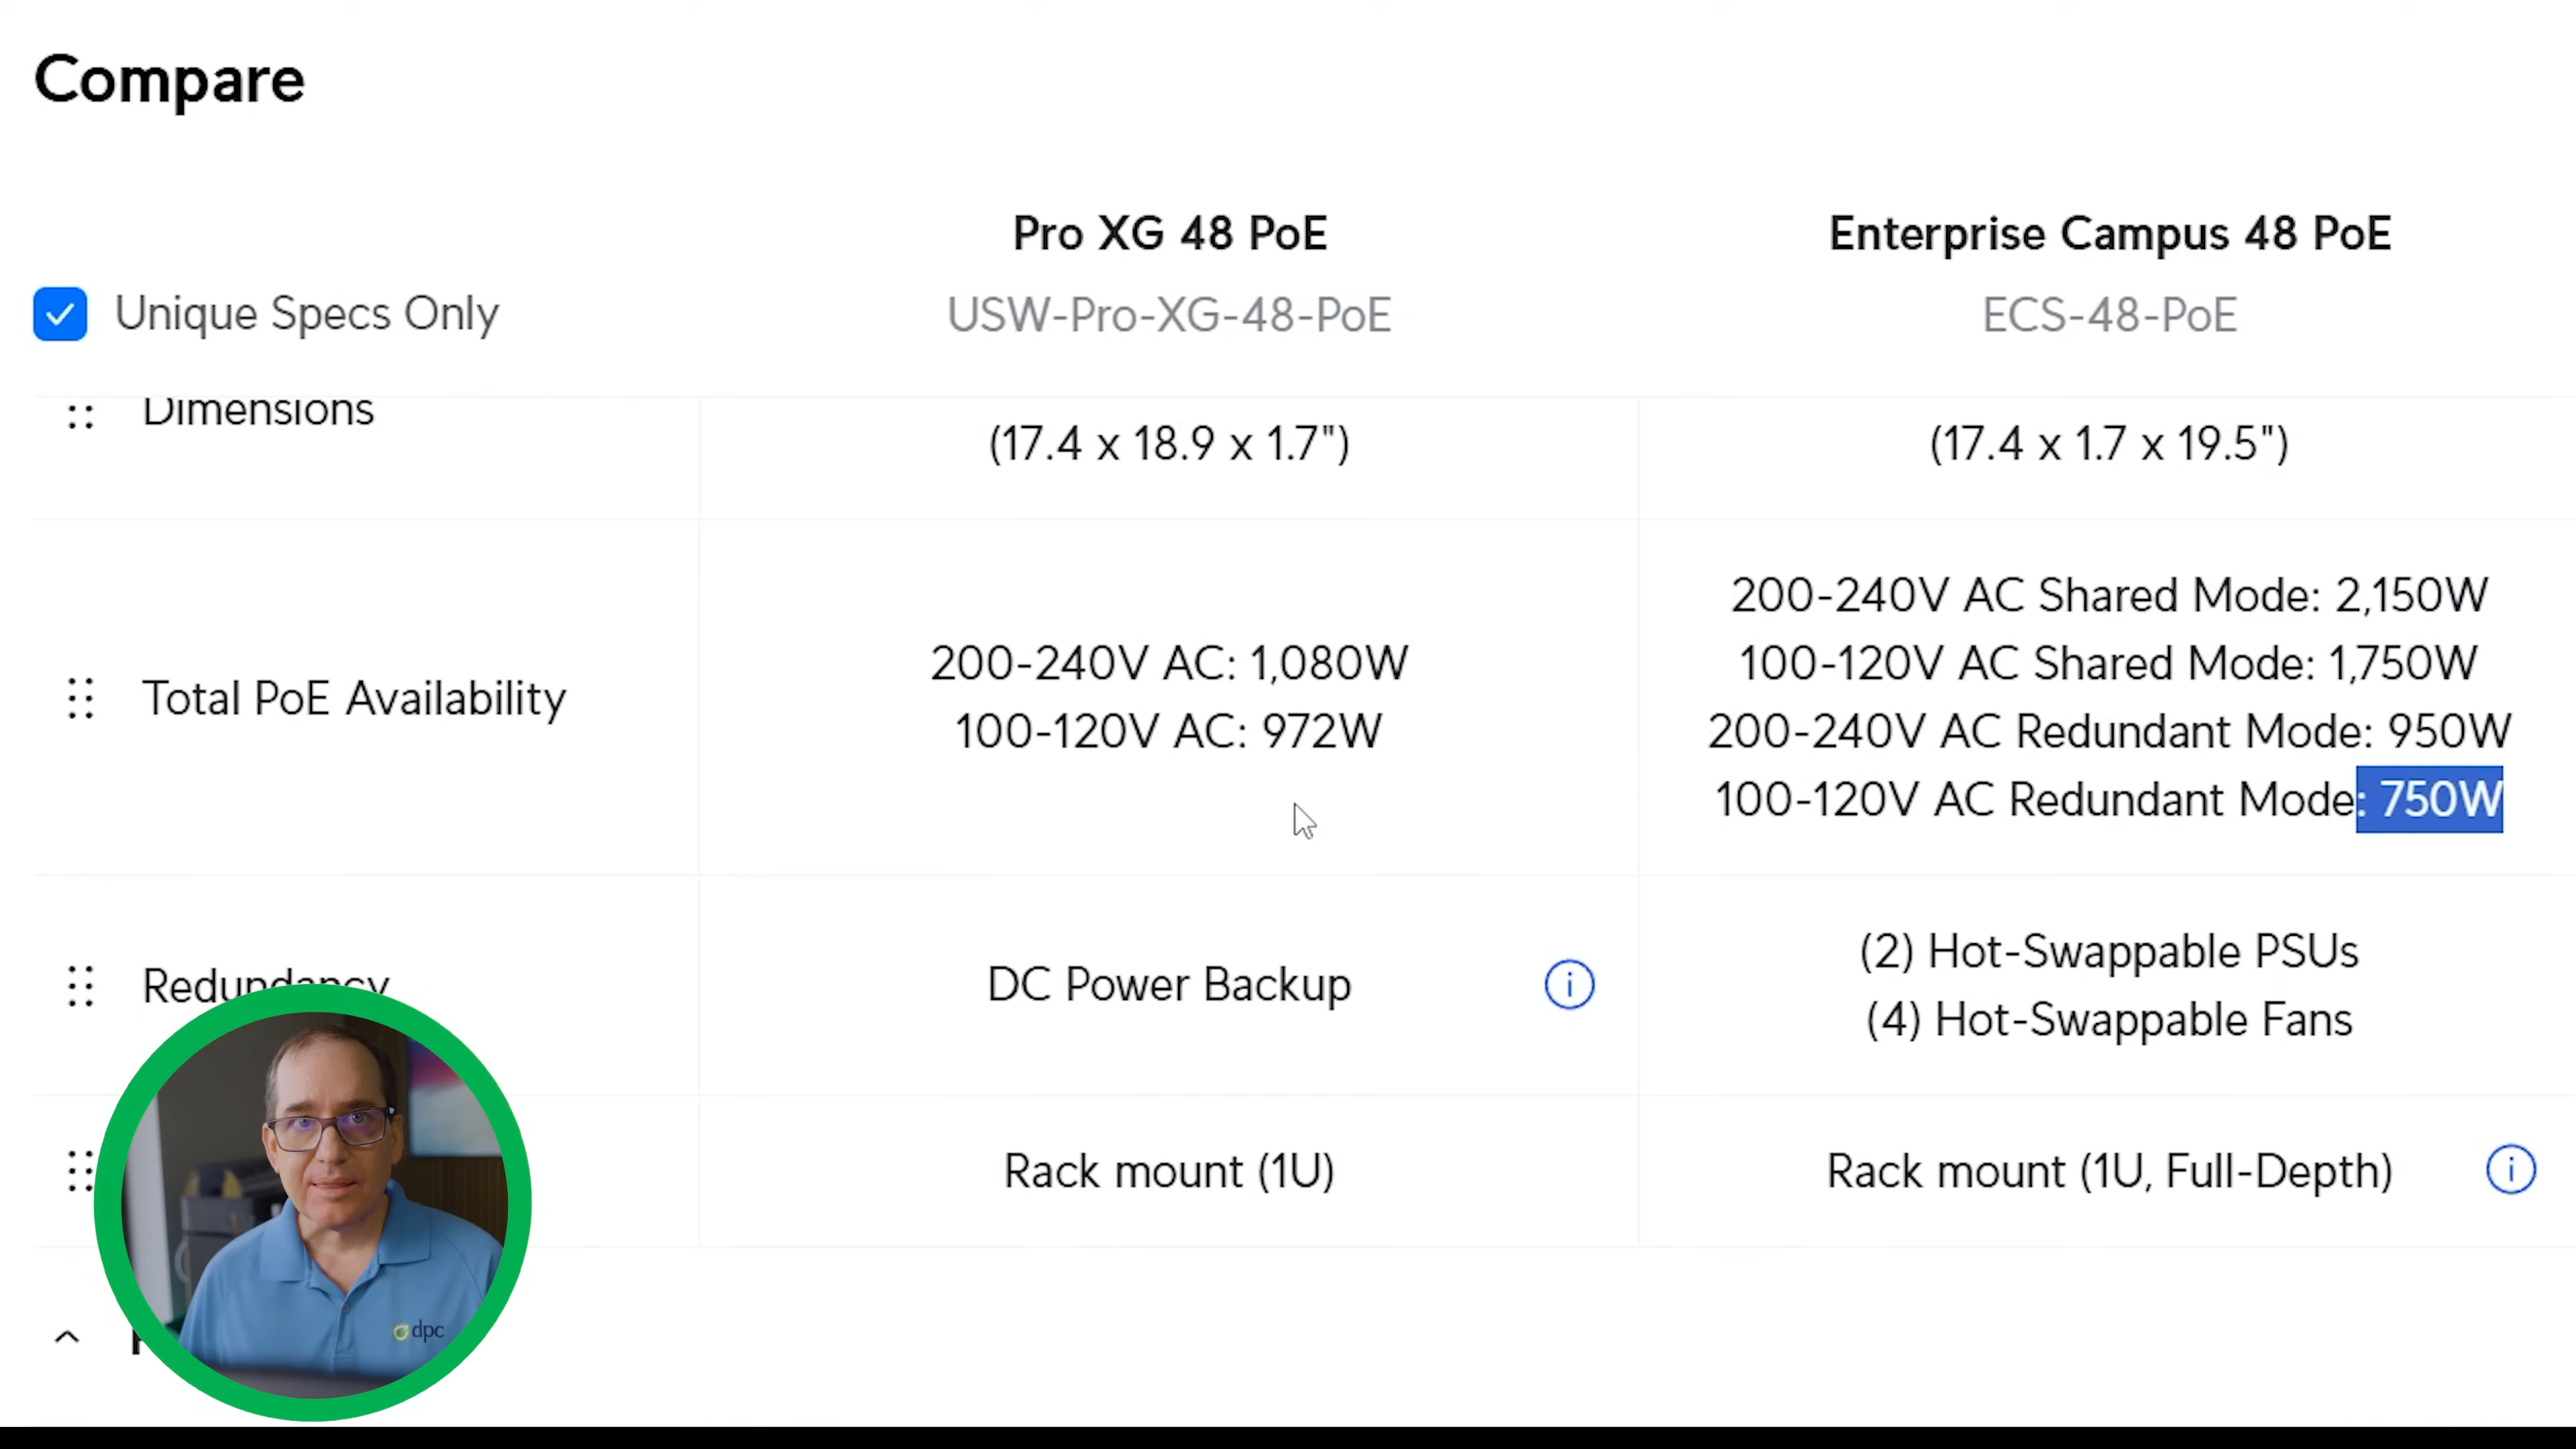 Compare
Pro XG 48 PoE
Enterprise Campus 48 PoE
Unique Specs Only
USW-Pro-XG-48-PoE
ECS-48-PoE
Dimensions
(17.4 x 18.9 x 1.7")
(17.4 x 1.7 x 19.5")
Total PoE Availability
200-240V AC: 1,080W
100-120V AC: 972W
200-240V AC Shared Mode: 2,150W
100-120V AC Shared Mode: 1,750W
200-240V AC Redundant Mode: 950W
100-120V AC Redundant Mode: 750W
Redundancy
DC Power Backup
(2) Hot-Swappable PSUs
(4) Hot-Swappable Fans
Rack mount (1U)
Rack mount (1U, Full-Depth)
dpc